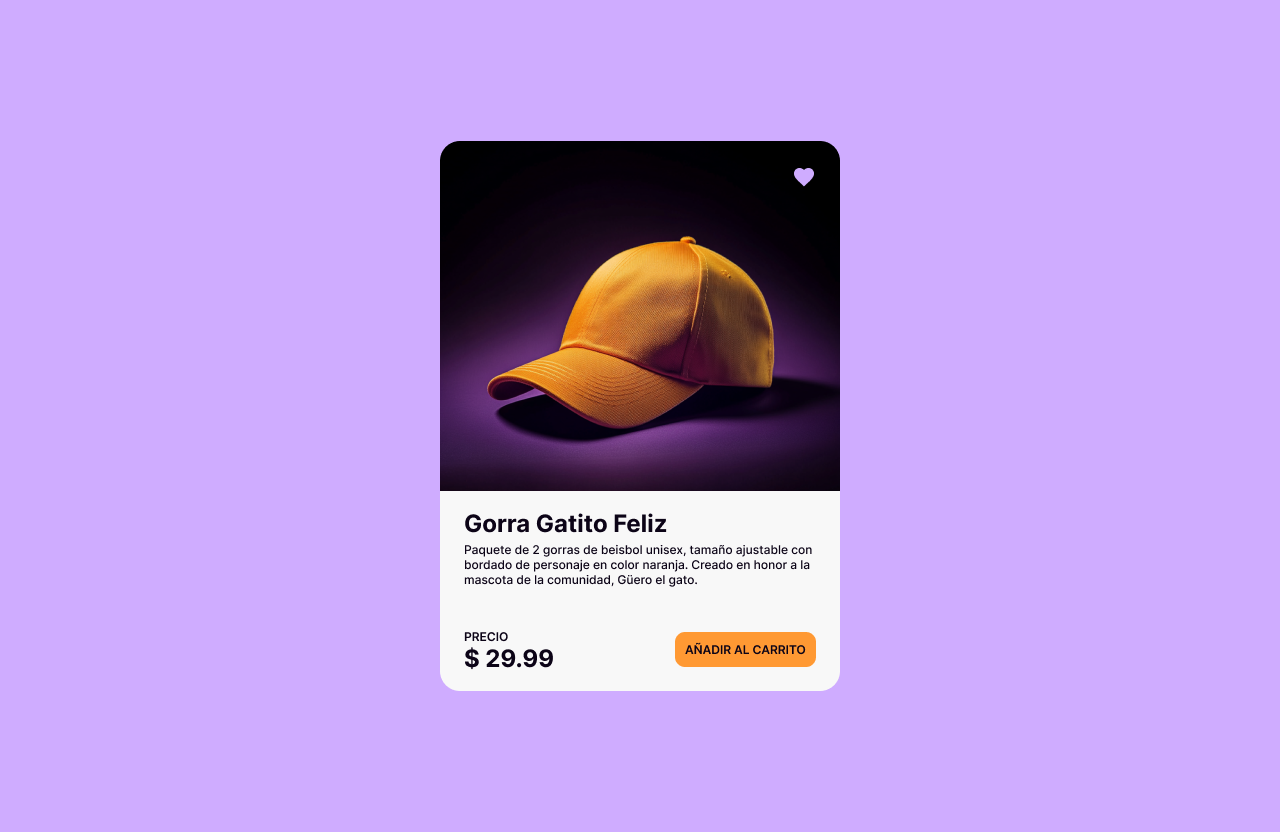 Gorra Gatito Feliz
Paquete de 2 gorras de beisbol unisex, tamaño ajustable con
bordado de personaje en color naranja. Creado en honor a la
mascota de la comunidad, Güero el gato.
PRECIO
$ 29.99
AÑADIR AL CARRITO